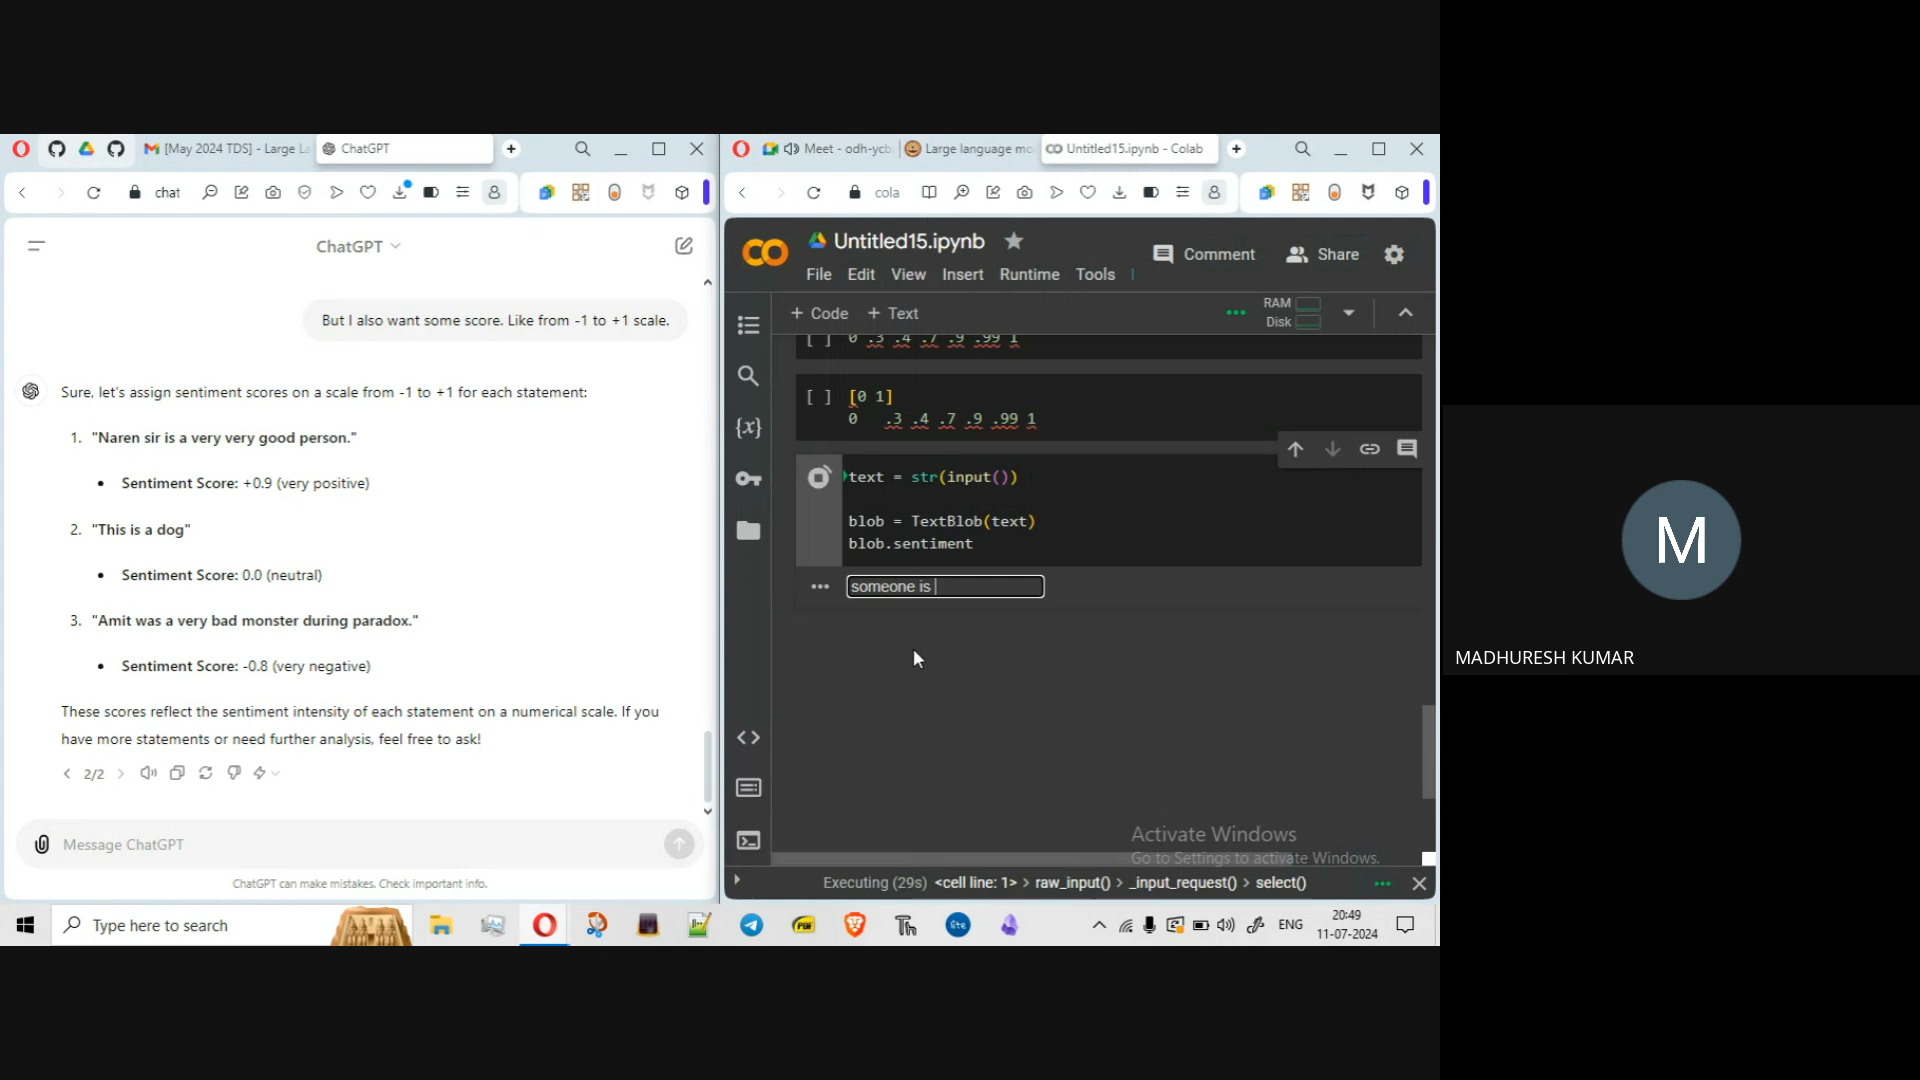 [May 2024 TDS] - Large La
ChatGPT
chat
ChatGPT
But I also want some score. Like from -1 to +1 scale.
Sure, let's assign sentiment scores on a scale from -1 to +1 for each statement:
1. "Naren sir is a very very good person."
• Sentiment Score: +0.9 (very positive)
2. "This is a dog"
• Sentiment Score: 0.0 (neutral)
3. "Amit was a very bad monster during paradox."
• Sentiment Score: -0.8 (very negative)
These scores reflect the sentiment intensity of each statement on a numerical scale. If you
have more statements or need further analysis, feel free to ask!
2/2
Message ChatGPT
ChatGPT can make mistakes. Check important info.
Meet - odh-ycb
Large language mo
Untitled15.ipynb - Colab
cola
CO
Untitled15.ipynb
Comment
Share
File Edit View Insert Runtime Tools
+ Code + Text
RAM
Disk
[ ] 0 .3 .4 .7 .9 .99 1
[ ] [0 1]
0 .3 .4 .7 .9 .99 1
{x}
text = str(input())
blob = TextBlob(text)
blob.sentiment
someone is
Activate Windows
Go to Settings to activate Windows.
Executing (29s) <cell line: 1> > raw_input() > _input_request() > select()
Type here to search
ENG
20:49
11-07-2024
M
MADHURESH KUMAR